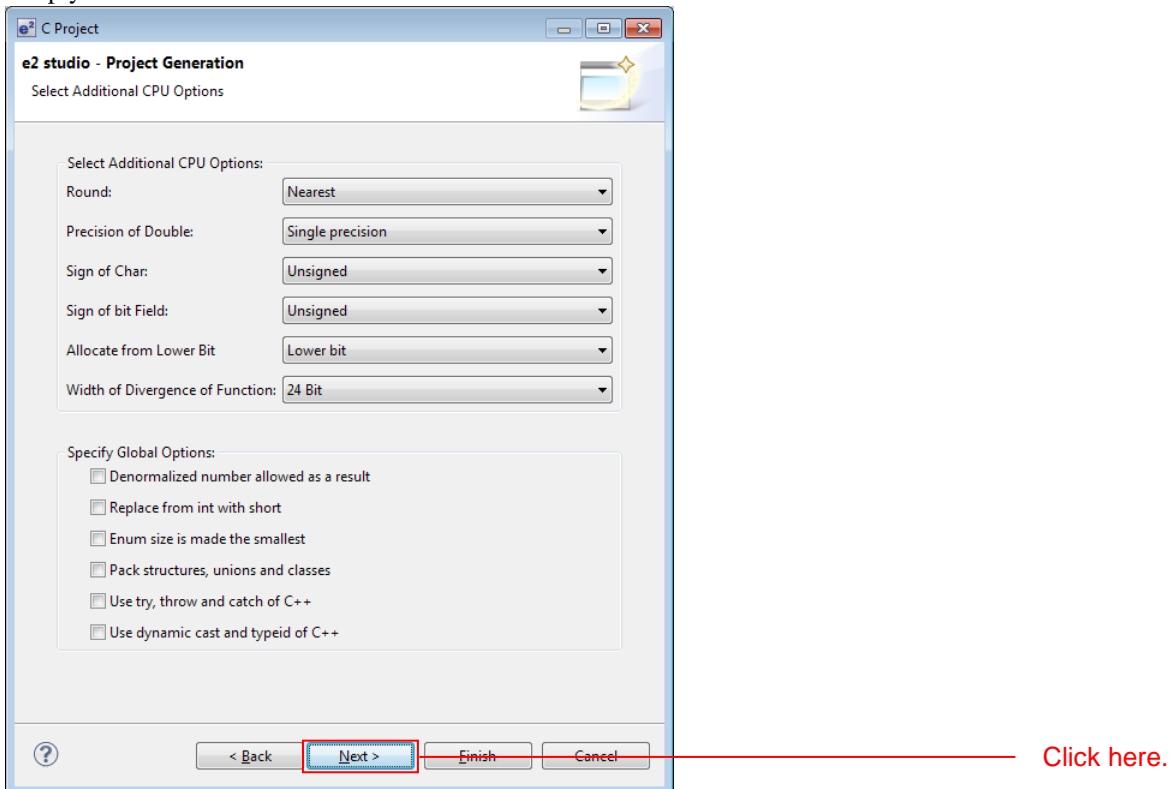 e² C Project
e2 studio - Project Generation
Select Additional CPU Options
Select Additional CPU Options:
Round: Nearest
Precision of Double: Single precision
Sign of Char: Unsigned
Sign of bit Field: Unsigned
Allocate from Lower Bit Lower bit
Width of Divergence of Function: 24 Bit
Specify Global Options:
Denormalized number allowed as a result
Replace from int with short
Enum size is made the smallest
Pack structures, unions and classes
Use try, throw and catch of C++
Use dynamic cast and typeid of C++
? < Back Next > Finish Cancel Click here.